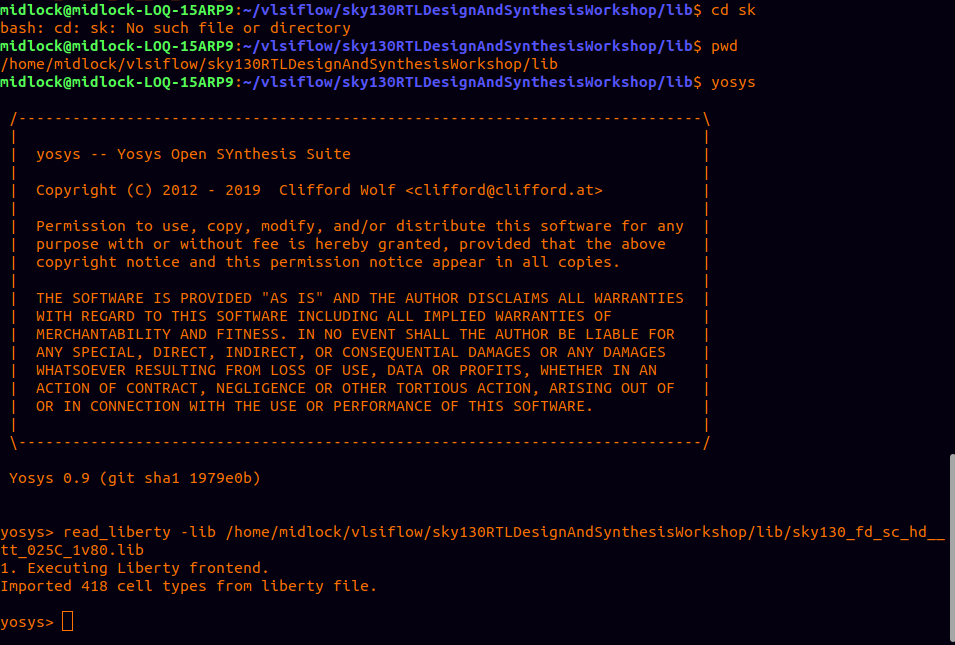 midlock@midlock-LOQ-15ARP9:~/vlsiflow/sky130RTLDesignAndSynthesisWorkshop/lib$ cd sk
bash: cd: sk: No such file or directory
midlock@midlock-LOQ-15ARP9:~/vlsiflow/sky130RTLDesignAndSynthesisWorkshop/lib$ pwd
/home/midlock/vlsiflow/sky130RTLDesignAndSynthesisWorkshop/lib
midlock@midlock-LOQ-15ARP9:~/vlsiflow/sky130RTLDesignAndSynthesisWorkshop/lib$ yosys
/----------------------------------------------------------------------------\
|                                                                            |
|  yosys -- Yosys Open SYnthesis Suite                                       |
|                                                                            |
|  Copyright (C) 2012 - 2019  Clifford Wolf <clifford@clifford.at>           |
|                                                                            |
|  Permission to use, copy, modify, and/or distribute this software for any  |
|  purpose with or without fee is hereby granted, provided that the above    |
|  copyright notice and this permission notice appear in all copies.         |
|                                                                            |
|  THE SOFTWARE IS PROVIDED "AS IS" AND THE AUTHOR DISCLAIMS ALL WARRANTIES  |
|  WITH REGARD TO THIS SOFTWARE INCLUDING ALL IMPLIED WARRANTIES OF          |
|  MERCHANTABILITY AND FITNESS. IN NO EVENT SHALL THE AUTHOR BE LIABLE FOR   |
|  ANY SPECIAL, DIRECT, INDIRECT, OR CONSEQUENTIAL DAMAGES OR ANY DAMAGES    |
|  WHATSOEVER RESULTING FROM LOSS OF USE, DATA OR PROFITS, WHETHER IN AN     |
|  ACTION OF CONTRACT, NEGLIGENCE OR OTHER TORTIOUS ACTION, ARISING OUT OF   |
|  OR IN CONNECTION WITH THE USE OR PERFORMANCE OF THIS SOFTWARE.            |
|                                                                            |
\----------------------------------------------------------------------------/
Yosys 0.9 (git sha1 1979e0b)
yosys> read_liberty -lib /home/midlock/vlsiflow/sky130RTLDesignAndSynthesisWorkshop/lib/sky130_fd_sc_hd__
tt_025C_1v80.lib
1. Executing Liberty frontend.
Imported 418 cell types from liberty file.
yosys>